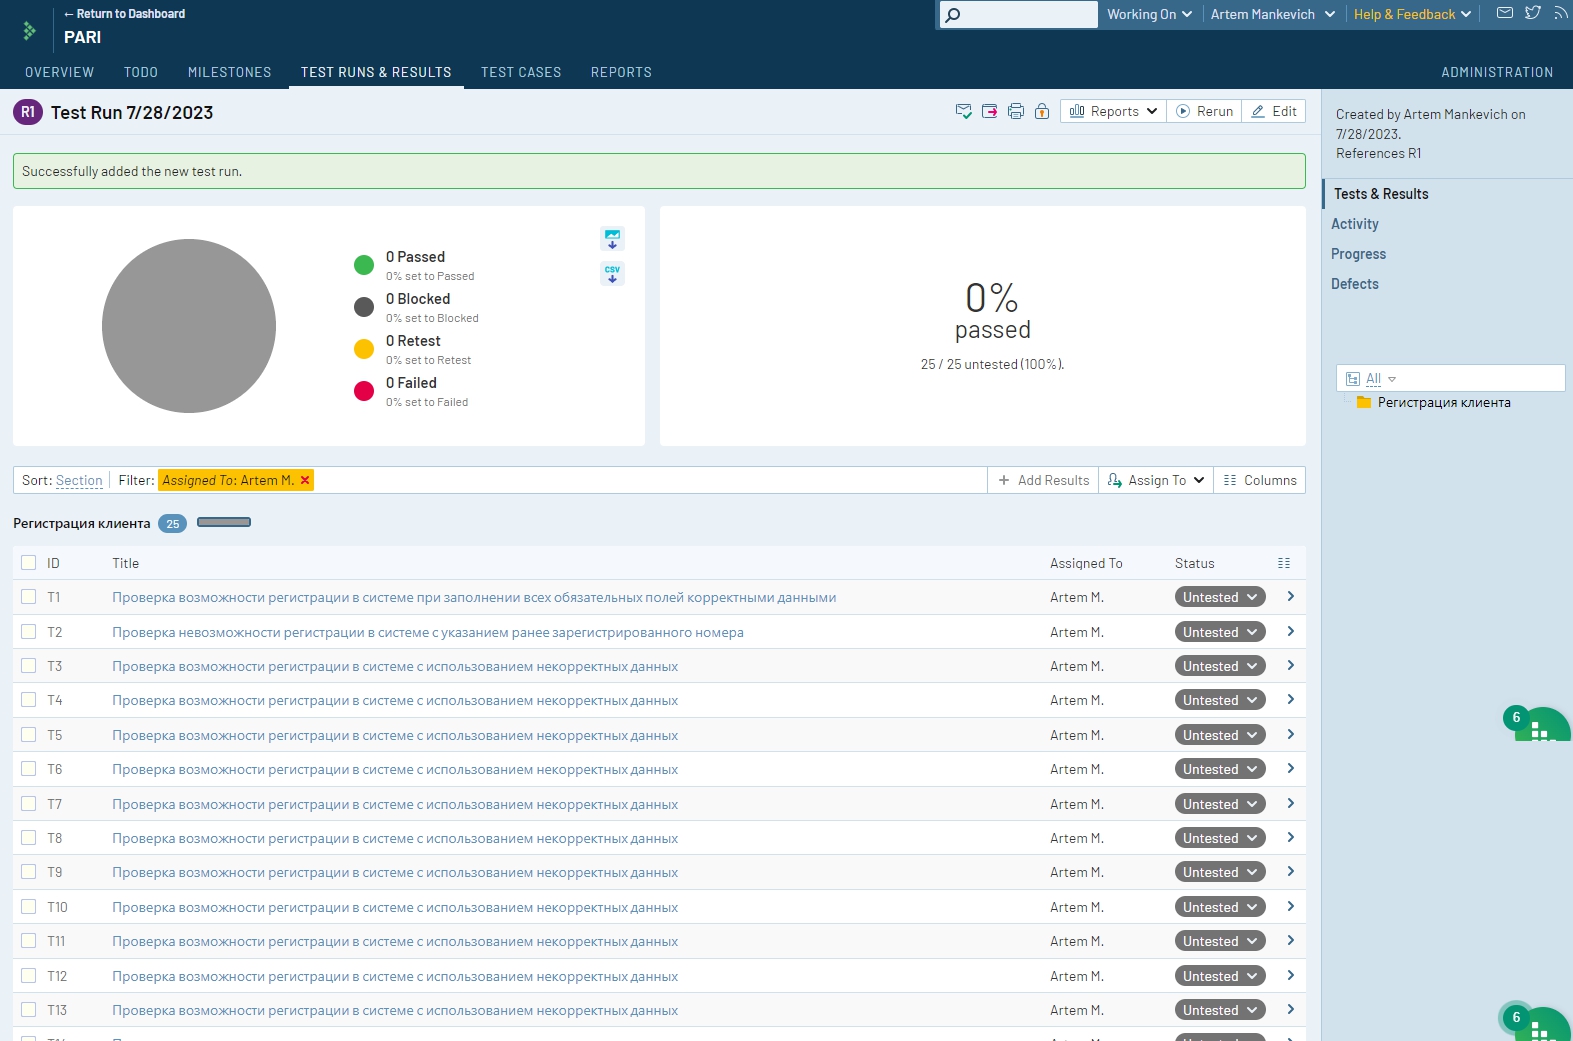 ← Return to Dashboard
PARI
Working On
Artem Mankevich
Help & Feedback
OVERVIEW
TODO
MILESTONES
TEST RUNS & RESULTS
TEST CASES
REPORTS
ADMINISTRATION
R1 Test Run 7/28/2023
Reports
Rerun
Edit
Created by Artem Mankevich on
7/28/2023.
References R1
Successfully added the new test run.
Tests & Results
Activity
Progress
Defects
0 Passed
0% set to Passed
0 Blocked
0% set to Blocked
0 Retest
0% set to Retest
0 Failed
0% set to Failed
CSV
0%
passed
25 / 25 untested (100%).
All
Регистрация клиента
Sort: Section Filter: Assigned To: Artem M.
Add Results
Assign To
Columns
Регистрация клиента 25
ID Title Assigned To Status
T1 Проверка возможности регистрации в системе при заполнении всех обязательных полей корректными данными Artem M. Untested
T2 Проверка невозможности регистрации в системе с указанием ранее зарегистрированного номера Artem M. Untested
T3 Проверка возможности регистрации в системе с использованием некорректных данных Artem M. Untested
T4 Проверка возможности регистрации в системе с использованием некорректных данных Artem M. Untested
T5 Проверка возможности регистрации в системе с использованием некорректных данных Artem M. Untested
T6 Проверка возможности регистрации в системе с использованием некорректных данных Artem M. Untested
T7 Проверка возможности регистрации в системе с использованием некорректных данных Artem M. Untested
T8 Проверка возможности регистрации в системе с использованием некорректных данных Artem M. Untested
T9 Проверка возможности регистрации в системе с использованием некорректных данных Artem M. Untested
T10 Проверка возможности регистрации в системе с использованием некорректных данных Artem M. Untested
T11 Проверка возможности регистрации в системе с использованием некорректных данных Artem M. Untested
T12 Проверка возможности регистрации в системе с использованием некорректных данных Artem M. Untested
T13 Проверка возможности регистрации в системе с использованием некорректных данных Artem M. Untested
6
6